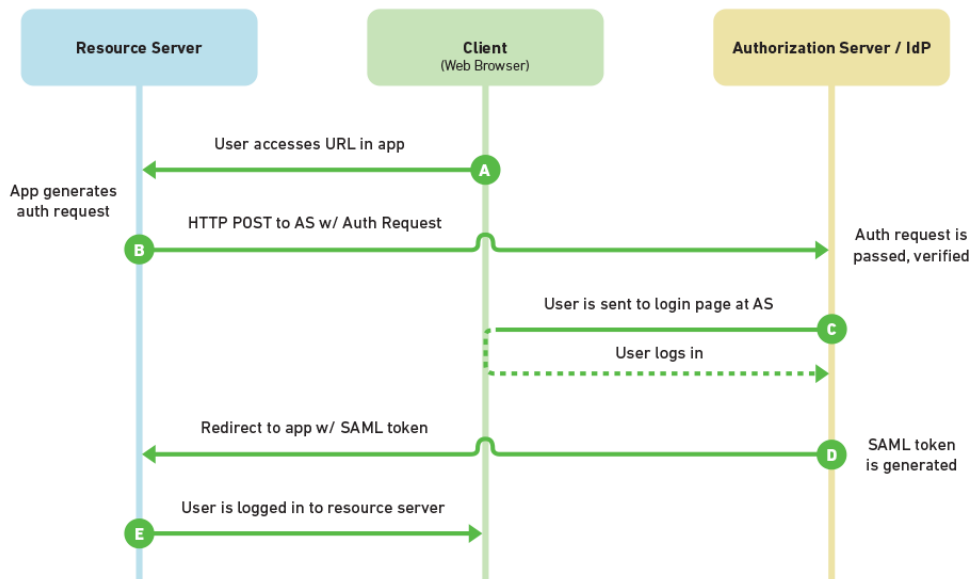 Resource Server
Client
(Web Browser)
Authorization Server / IdP
User accesses URL in app
A
App generates
auth request
HTTP POST to AS w/ Auth Request
B
Auth request is
passed, verified
User is sent to login page at AS
C
User logs in
Redirect to app w/ SAML token
D
SAML token
is generated
User is logged in to resource server
E